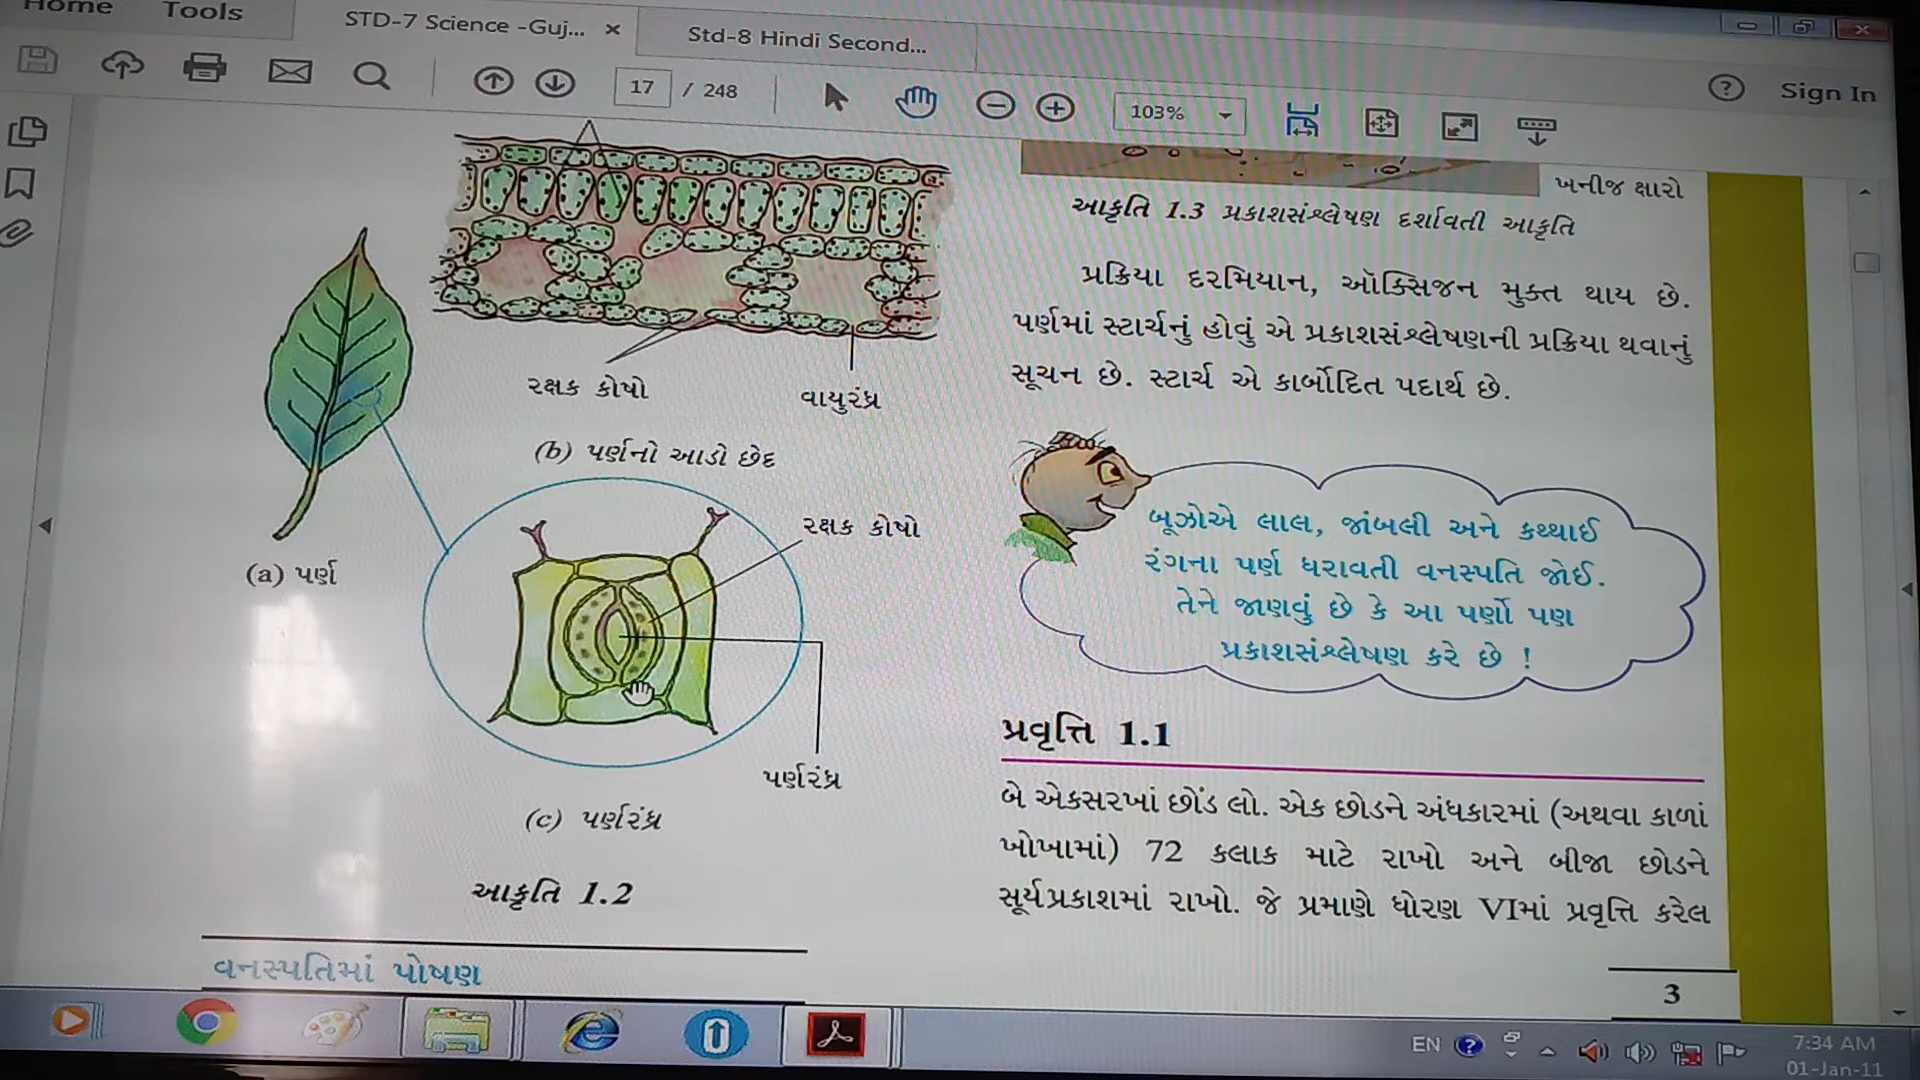 Home Tools STD-7 Science -Guj... × Std-8 Hindi Second...
17 / 248 103% Sign In
રક્ષક કોષો
વાયુરંધ્ર
(b) પર્ણનો આડો છેદ
રક્ષક કોષો
(a) પર્ણ
પર્ણરંધ્ર
(c) પર્ણરંધ્ર
આકૃતિ 1.2
વનસ્પતિમાં પોષણ
ખનીજ ક્ષારો
આકૃતિ 1.3 પ્રકાશસંશ્લેષણ દર્શાવતી આકૃતિ
પ્રક્રિયા દરમિયાન, ઑક્સિજન મુક્ત થાય છે.
પર્ણમાં સ્ટાર્ચનું હોવું એ પ્રકાશસંશ્લેષણની પ્રક્રિયા થવાનું
સૂચન છે. સ્ટાર્ચ એ કાર્બોદિત પદાર્થ છે.
બૂઝોએ લાલ, જાંબલી અને કથ્થાઈ
રંગના પર્ણ ધરાવતી વનસ્પતિ જોઈ.
તેને જાણવું છે કે આ પર્ણો પણ
પ્રકાશસંશ્લેષણ કરે છે !
પ્રવૃત્તિ 1.1
બે એકસરખાં છોંડ લો. એક છોડને અંધકારમાં (અથવા કાળાં
ખોખામાં) 72 કલાક માટે રાખો અને બીજા છોડને
સૂર્યપ્રકાશમાં રાખો. જે પ્રમાણે ધોરણ VIમાં પ્રવૃત્તિ કરેલ
3
EN 7:34 AM
01-Jan-11